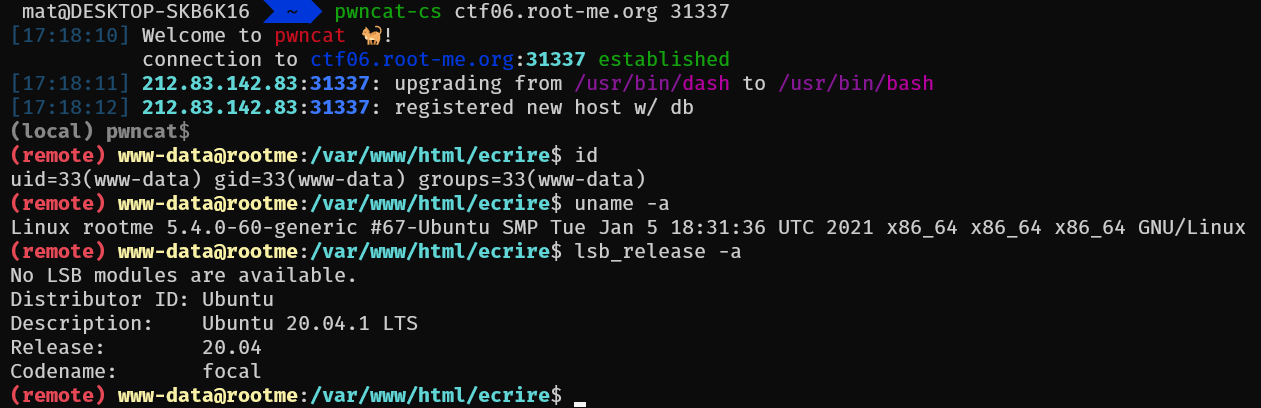 mat@DESKTOP-SKB6K16 ~ pwncat-cs ctf06.root-me.org 31337
[17:18:10] Welcome to pwncat 🐈!
connection to ctf06.root-me.org:31337 established
[17:18:11] 212.83.142.83:31337: upgrading from /usr/bin/dash to /usr/bin/bash
[17:18:12] 212.83.142.83:31337: registered new host w/ db
(local) pwncat$
(remote) www-data@rootme:/var/www/html/ecrire$ id
uid=33(www-data) gid=33(www-data) groups=33(www-data)
(remote) www-data@rootme:/var/www/html/ecrire$ uname -a
Linux rootme 5.4.0-60-generic #67-Ubuntu SMP Tue Jan 5 18:31:36 UTC 2021 x86_64 x86_64 x86_64 GNU/Linux
(remote) www-data@rootme:/var/www/html/ecrire$ lsb_release -a
No LSB modules are available.
Distributor ID: Ubuntu
Description:    Ubuntu 20.04.1 LTS
Release:        20.04
Codename:       focal
(remote) www-data@rootme:/var/www/html/ecrire$